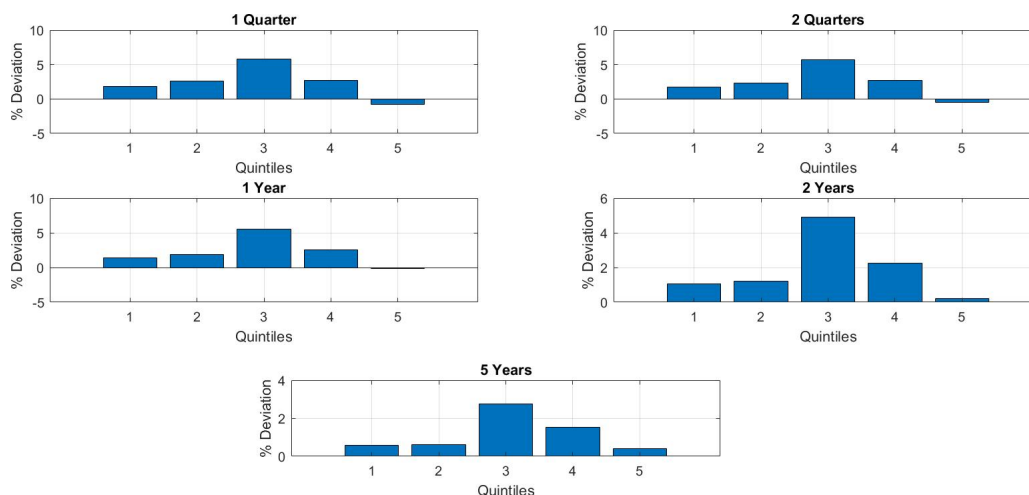 1 Quarter
10
5
0
-5
% Deviation
1 2 3 4 5
Quintiles
2 Quarters
10
5
0
-5
% Deviation
1 2 3 4 5
Quintiles
1 Year
10
5
0
-5
% Deviation
1 2 3 4 5
Quintiles
2 Years
6
4
2
0
% Deviation
1 2 3 4 5
Quintiles
5 Years
4
2
0
% Deviation
1 2 3 4 5
Quintiles